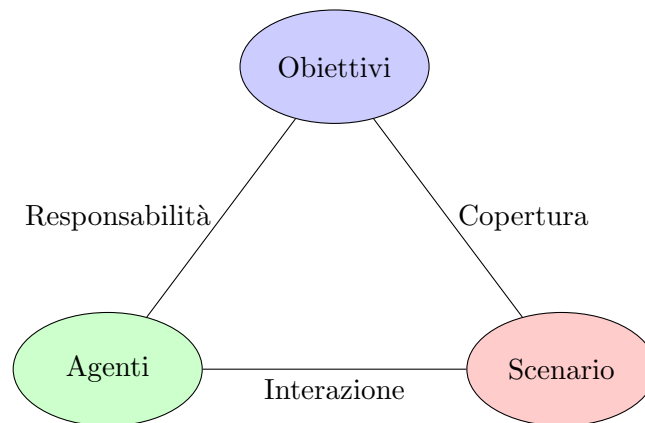 Obiettivi
Responsabilità
Copertura
Agenti
Scenario
Interazione